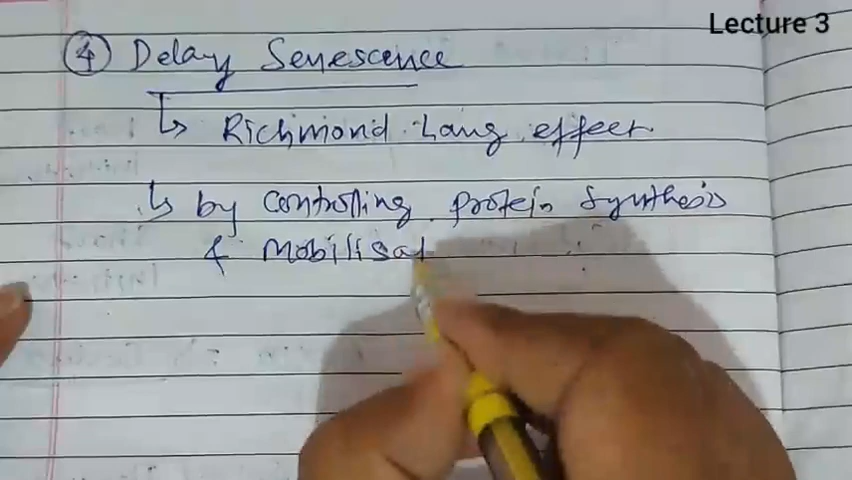 Lecture 3
④ Delay Senescence
↳ Richmond Lang effect
↳ by controlling protein synthesis
& Mobilisat